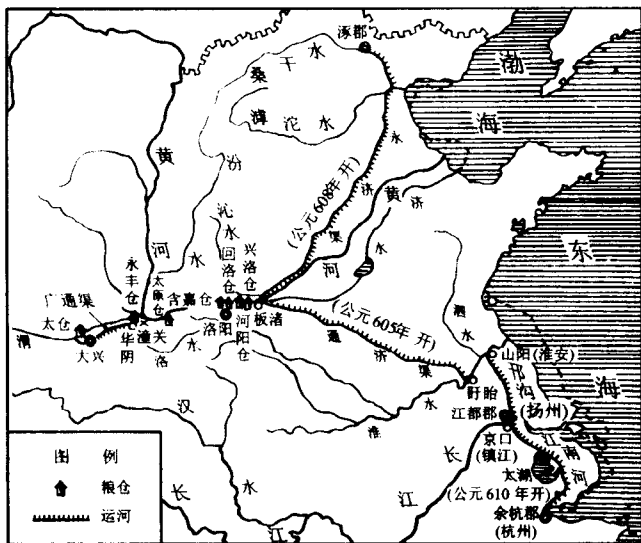 涿郡
桑干水
滹沱水
渤海
黄河
汾水
沁水
永济渠
(公元608年开)
黄河
济水
东海
回洛仓
兴洛仓
永丰仓
太原仓
含嘉仓
广通渠
太仓
渭
大兴
华阴
潼关
洛水
洛阳
河阳仓
板渚
(公元605年开)
通济渠
泗水
山阳(淮安)
邗沟
盱眙
淮水
江都郡
(扬州)
京口
(镇江)
江南河
太湖
(公元610年开)
余杭郡
(杭州)
汉水
长江
长江
图 例
粮仓
运河